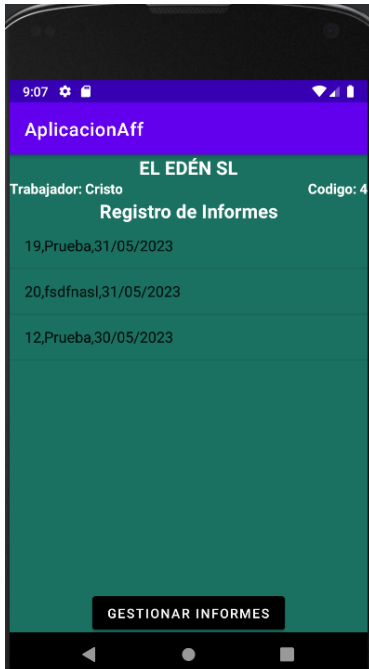 9:07
AplicacionAff
EL EDÉN SL
Trabajador: Cristo Codigo: 4
Registro de Informes
19,Prueba,31/05/2023
20,fsdfnasl,31/05/2023
12,Prueba,30/05/2023
GESTIONAR INFORMES